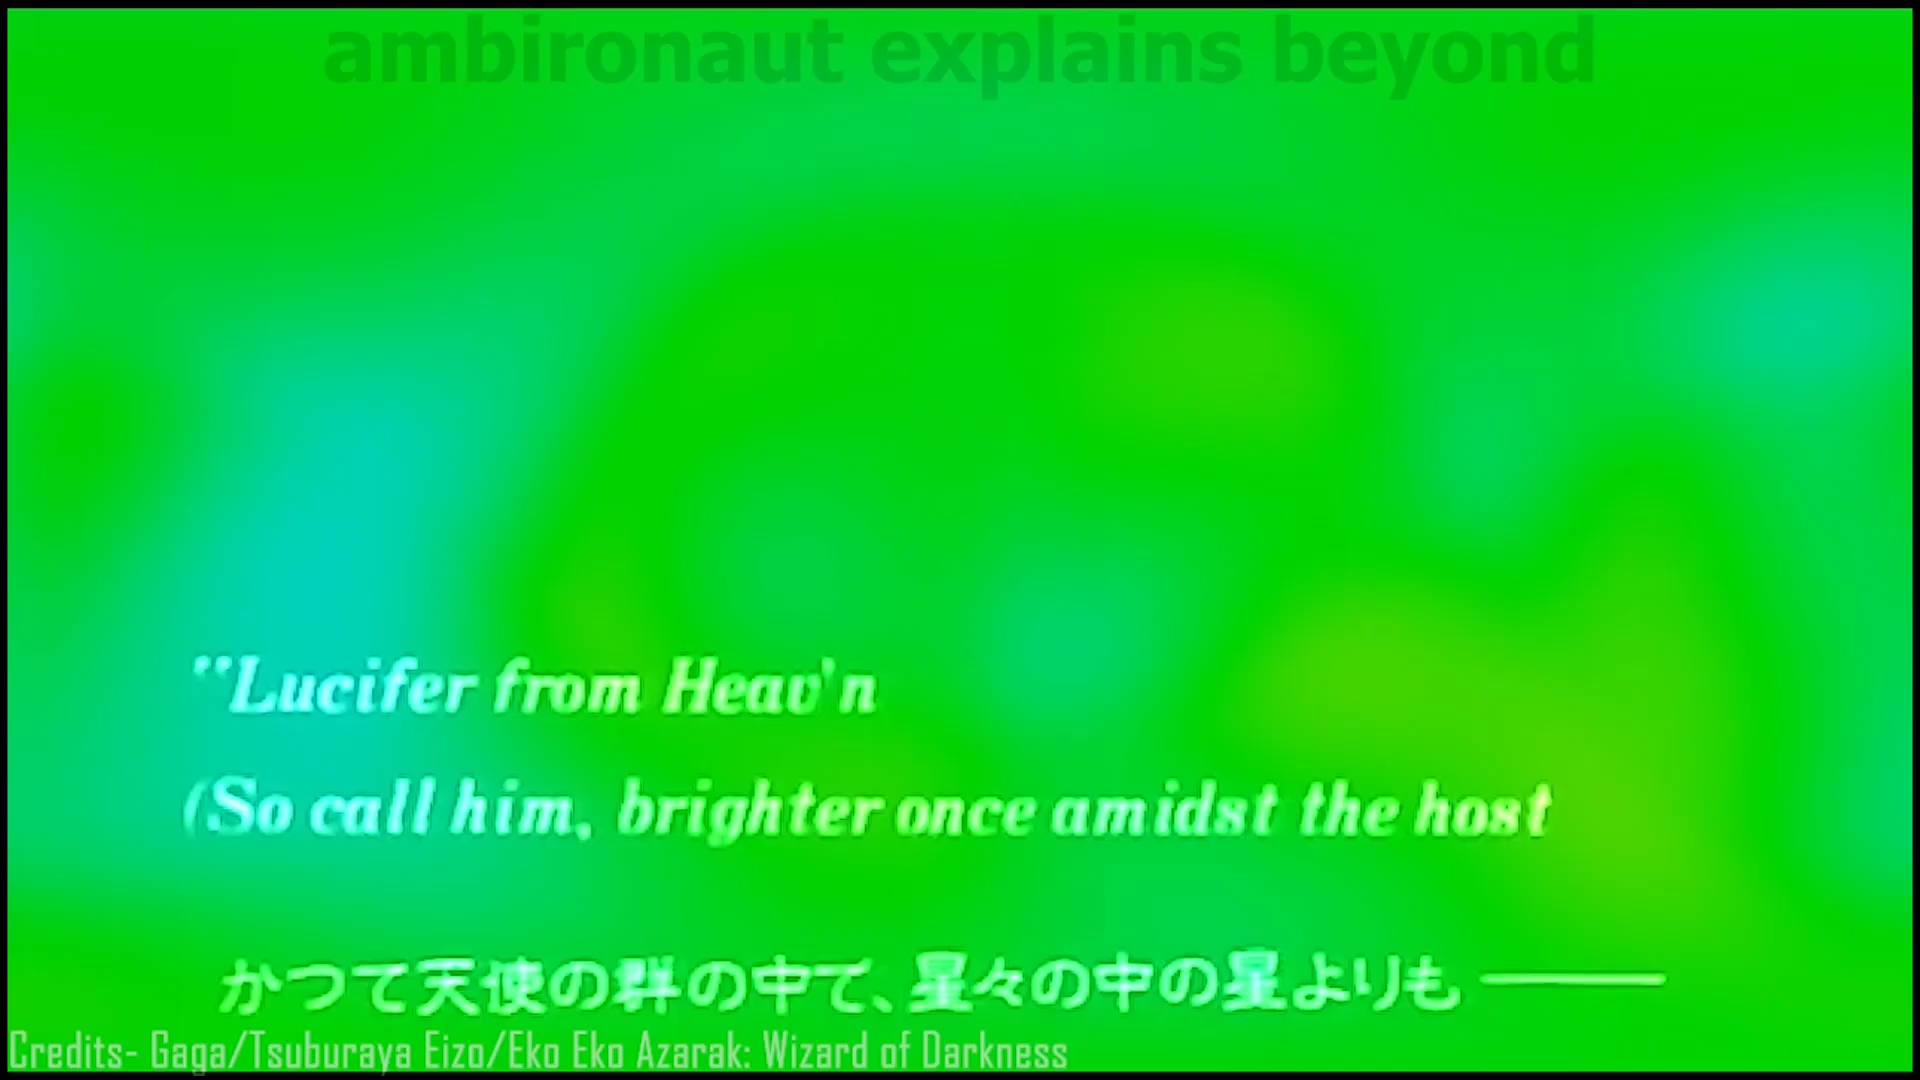 ambironaut explains beyond
"Lucifer from Heav'n
(So call him, brighter once amidst the host
かつて天使の群の中で、星々の中の星よりも ──
Credits- Gaga/Tsuburaya Eizo/Eko Eko Azarak: Wizard of Darkness